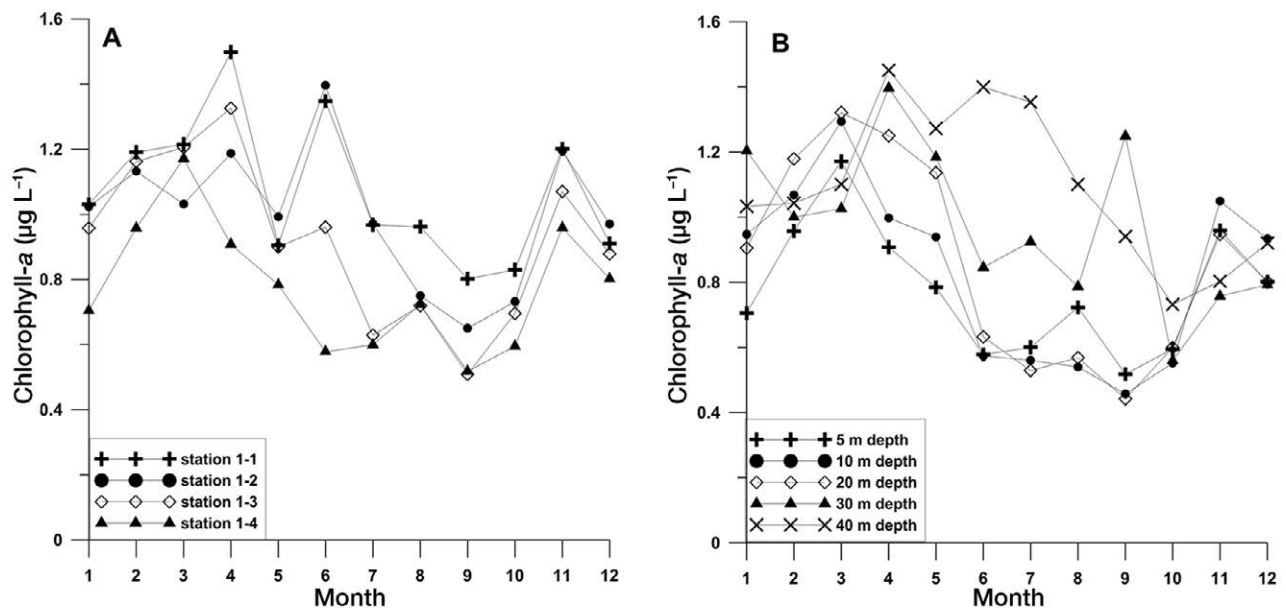 A
1.6
1.2
0.8
0.4
0
Chlorophyll-a (µg L⁻¹)
station 1-1
station 1-2
station 1-3
station 1-4
1 2 3 4 5 6 7 8 9 10 11 12
Month
B
1.6
1.2
0.8
0.4
0
Chlorophyll-a (µg L⁻¹)
5 m depth
10 m depth
20 m depth
30 m depth
40 m depth
1 2 3 4 5 6 7 8 9 10 11 12
Month